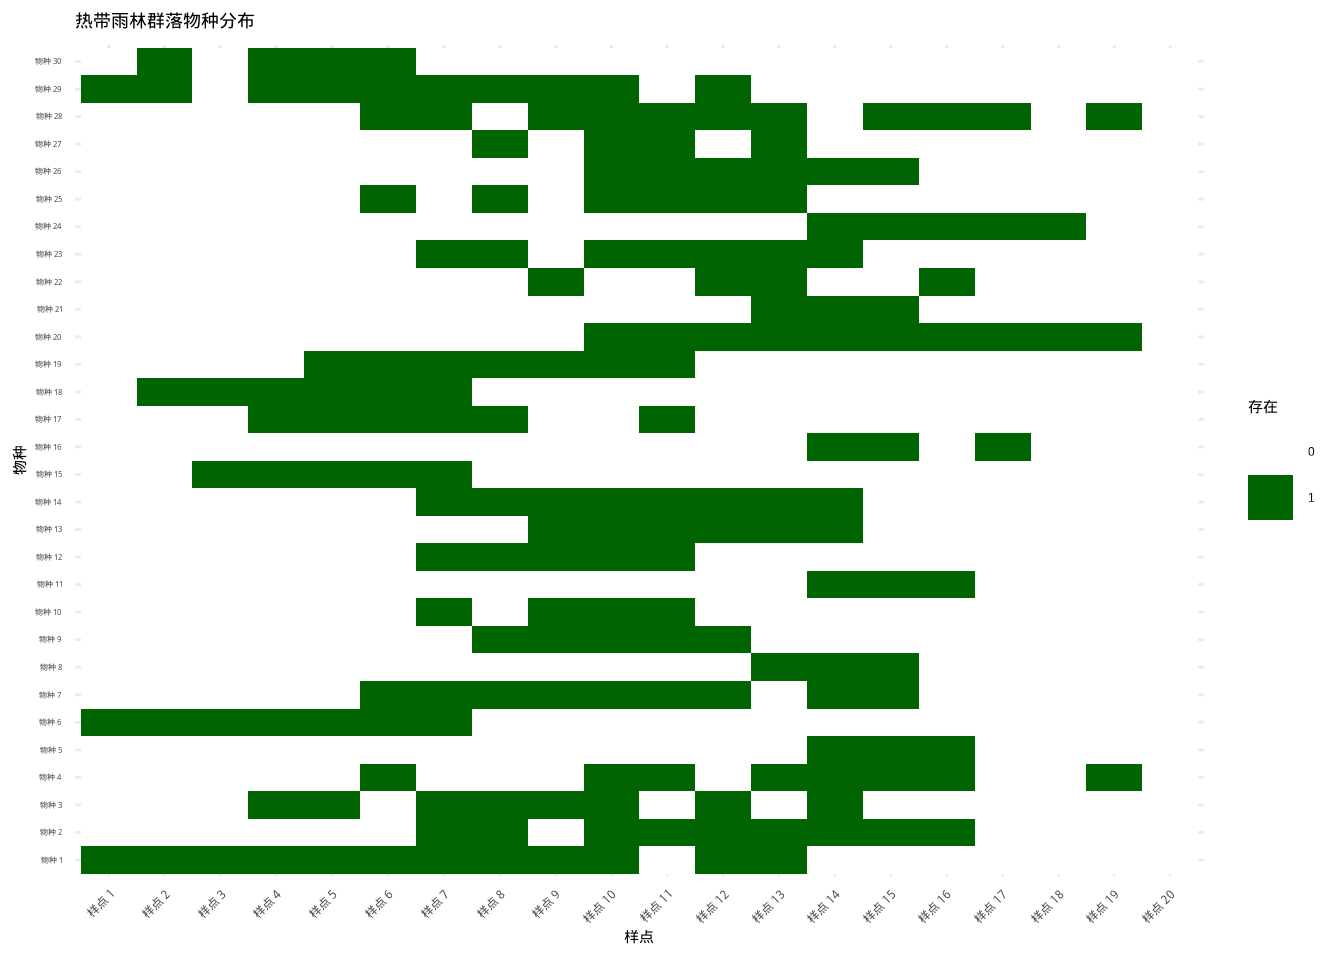 热带雨林群落物种分布
物种 30
物种 29
物种 28
物种 27
物种 26
物种 25
物种 24
物种 23
物种 22
物种 21
物种 20
物种 19
物种 18
物种 17
物种 16
物种 15
物种 14
物种 13
物种 12
物种 11
物种 10
物种 9
物种 8
物种 7
物种 6
物种 5
物种 4
物种 3
物种 2
物种 1
物种
样点 1
样点 2
样点 3
样点 4
样点 5
样点 6
样点 7
样点 8
样点 9
样点 10
样点 11
样点 12
样点 13
样点 14
样点 15
样点 16
样点 17
样点 18
样点 19
样点 20
样点
存在
0
1